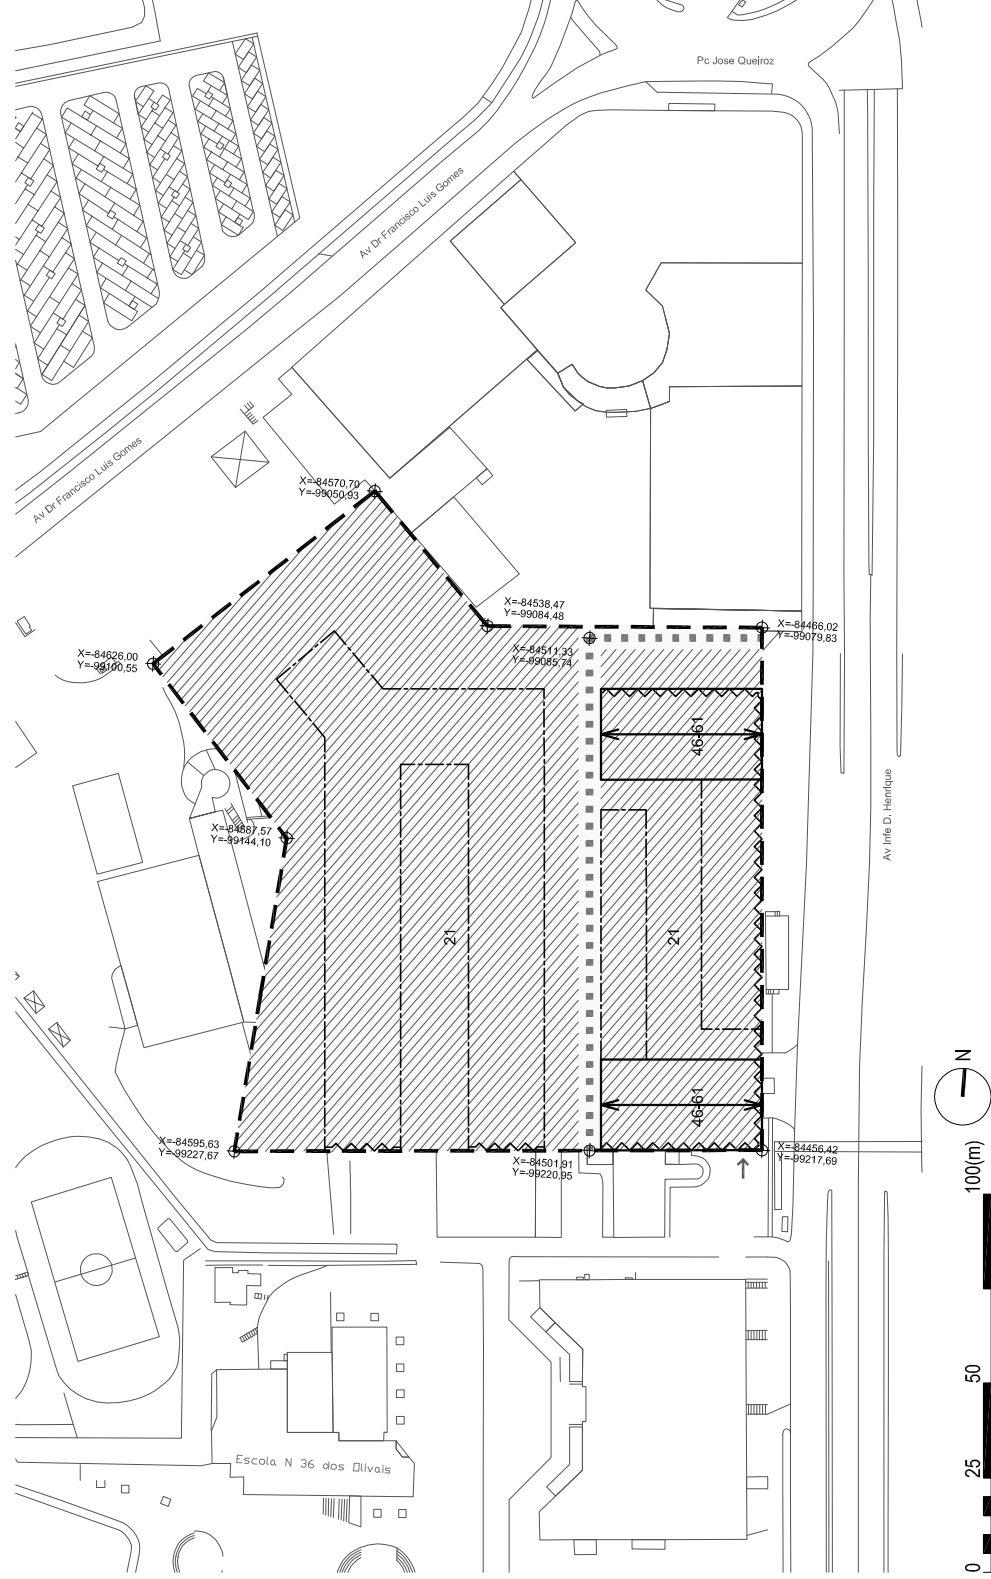 Pc Jose Queiroz
Av Dr Francisco Luis Gomes
Av Dr Francisco Luis Gomes
X=-84570,70
Y=-99050,93
X=-84538,47
Y=-99084,48
X=-84466,02
Y=-99079,83
X=-84511,33
Y=-99085,74
X=-84626,00
Y=-99100,55
46-61
Av Infe D. Henrique
X=-84587,57
Y=-99144,10
21
21
46-61
N
X=-84595,63
Y=-99227,67
X=-84501,91
Y=-99220,95
X=-84456,42
Y=-99217,69
100(m)
50
25
0
Escola N 36 dos Olivais